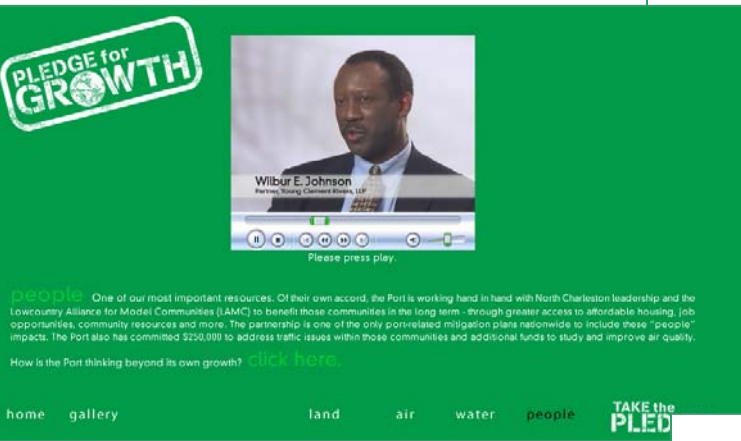 PLEDGE for
GROWTH
Wilbur E. Johnson
Partner, Young Clement Rivers, LLP
Please press play.
people One of our most important resources. Of their own accord, the Port is working hand in hand with North Charleston leadership and the
Lowcountry Alliance for Model Communities (LAMC) to benefit those communities in the long term - through greater access to affordable housing, job
opportunities, community resources and more. The partnership is one of the only port-related mitigation plans nationwide to include these "people"
impacts. The Port also has committed $250,000 to address traffic issues within those communities and additional funds to study and improve air quality.
How is the Port thinking beyond its own growth? click here.
home gallery land air water people TAKE the
PLED